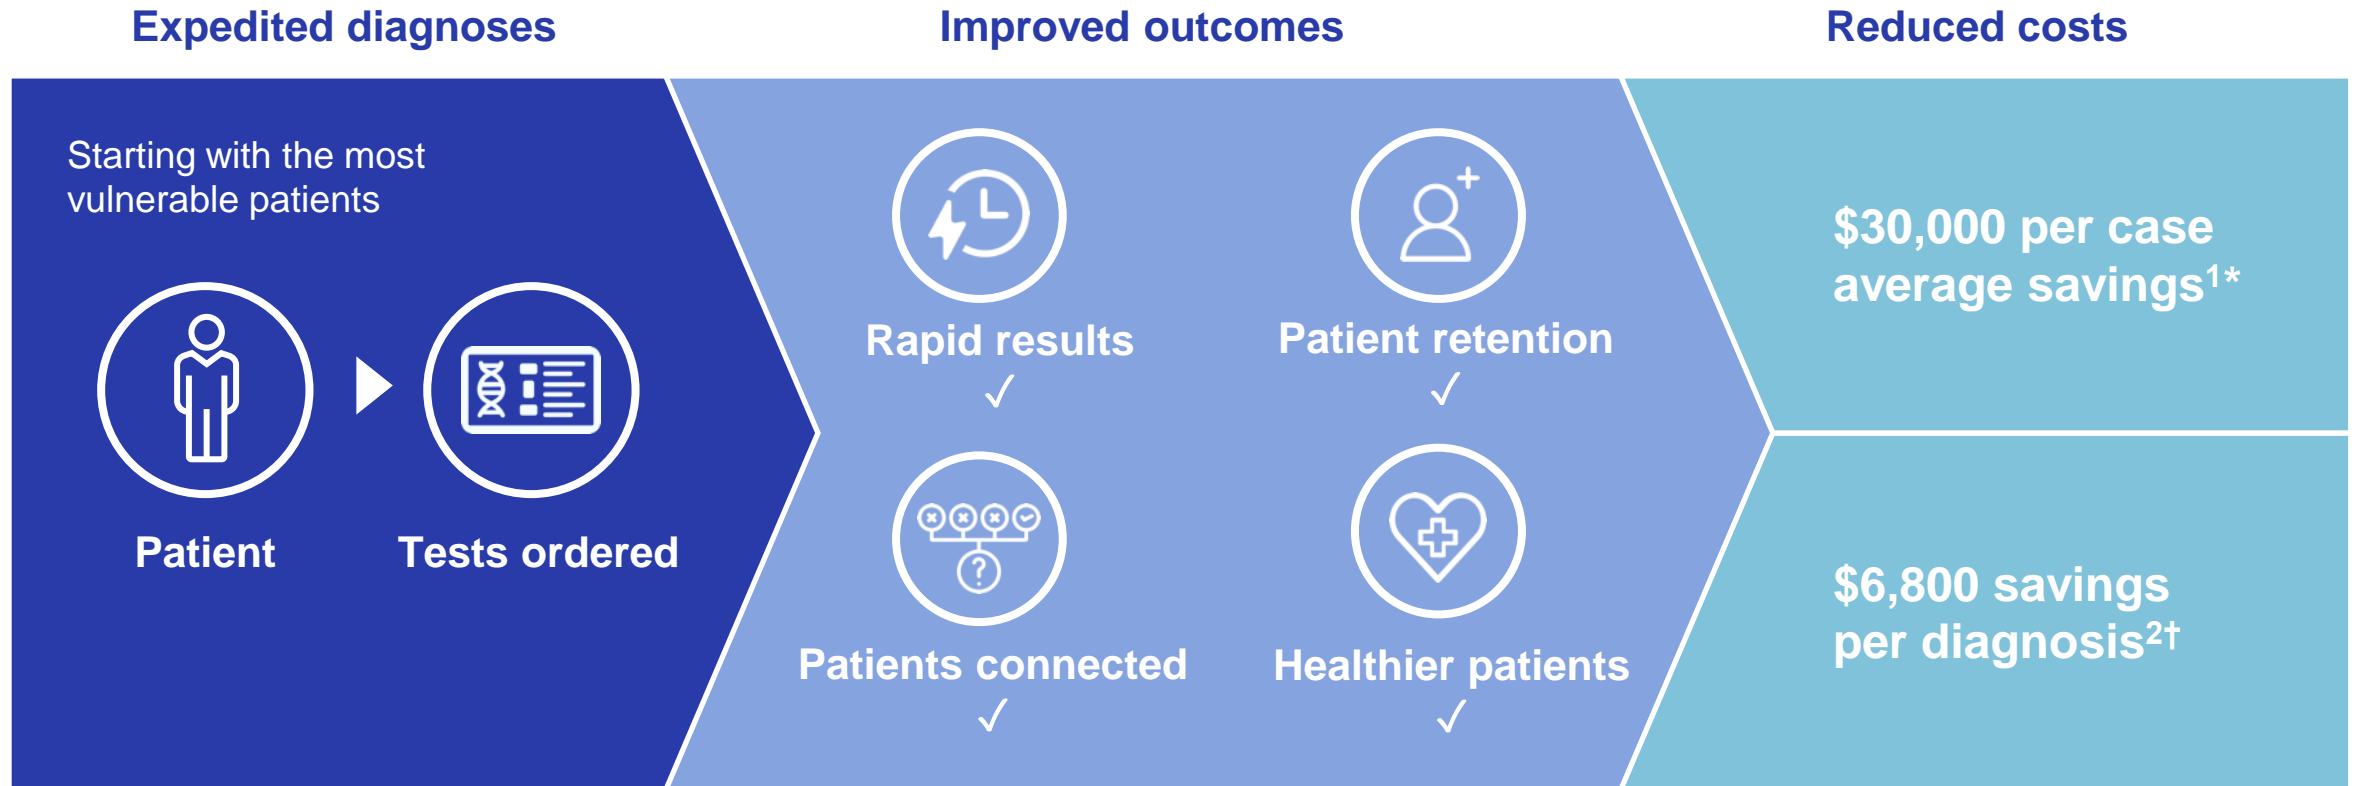 Expedited diagnoses
Improved outcomes
Reduced costs
Starting with the most
vulnerable patients
Patient
Tests ordered
Rapid results
✓
Patient retention
✓
?
Patients connected
✓
Healthier patients
✓
$30,000 per case
average savings¹*
$6,800 savings
per diagnosis²†